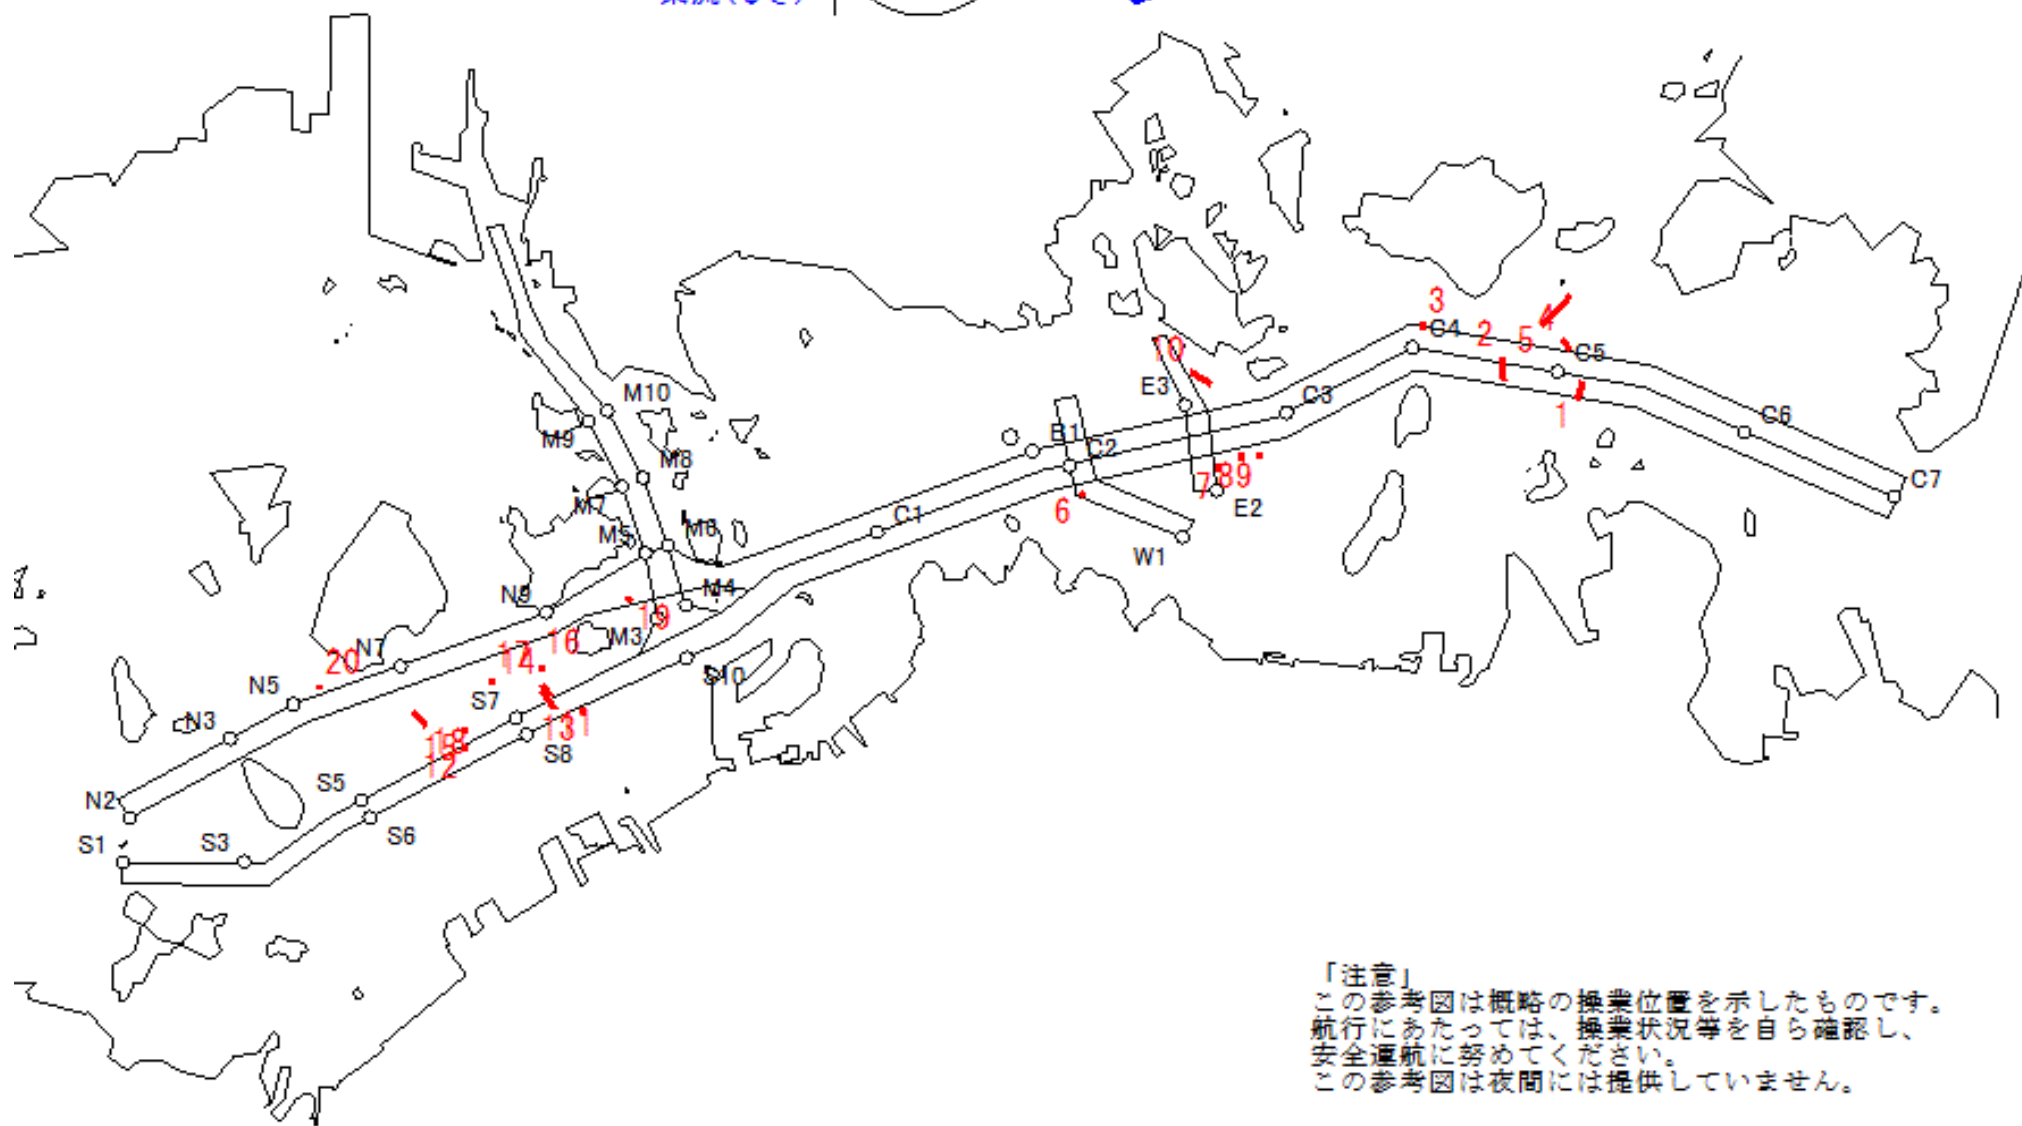 3
C4
2
5
4
C5
10
E3
M10
C3
1
C6
M9
B1
C2
M8
7
8
9
C7
M7
6
E2
C1
M5
M6
W1
N9
M4
19
M3
16
17
14
20
N7
S10
N5
S7
N3
13
11
18
15
S8
12
S5
N2
S6
S1
S3
「注意」
この参考図は概略の操業位置を示したものです。
航行にあたっては、操業状況等を自ら確認し、
安全運航に努めてください。
この参考図は夜間には提供していません。